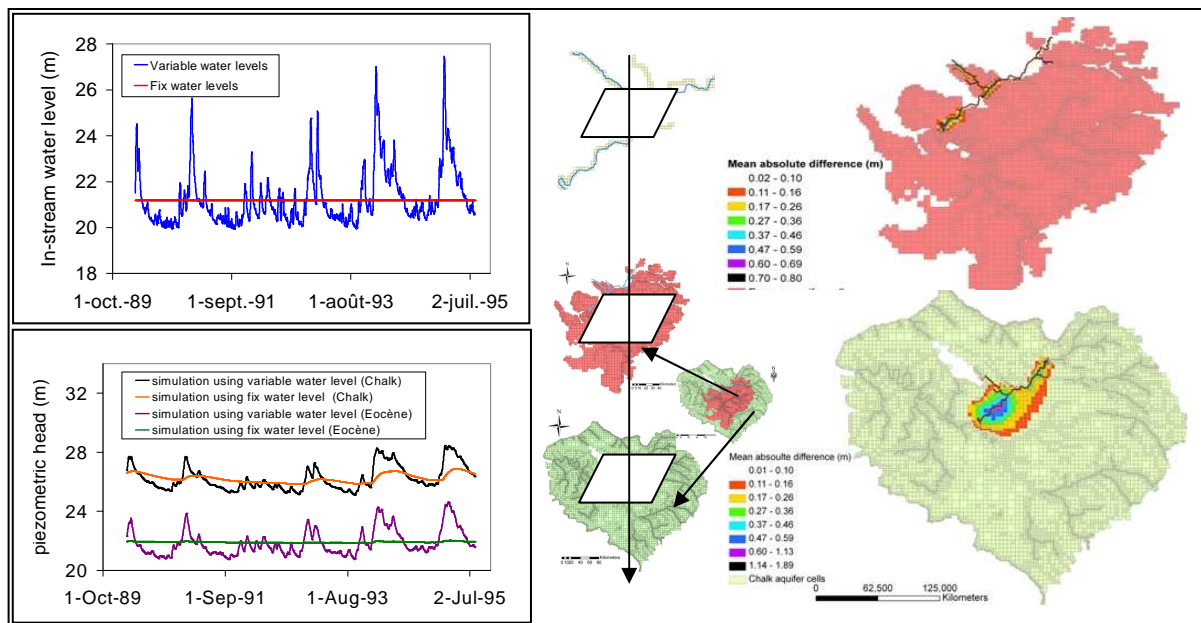 In-stream water level (m)
28
26
24
22
20
18
Variable water levels
Fix water levels
1-oct.-89
1-sept.-91
1-août-93
2-juil.-95
piezometric head (m)
32
28
24
20
simulation using variable water level (Chalk)
simulation using fix water level (Chalk)
simulation using variable water level (Eocène)
simulation using fix water level (Eocène)
1-Oct-89
1-Sep-91
1-Aug-93
2-Jul-95
N
N
Kilometers
Kilometers
Mean absolute difference (m)
0.02 - 0.10
0.11 - 0.16
0.17 - 0.26
0.27 - 0.36
0.37 - 0.46
0.47 - 0.59
0.60 - 0.69
0.70 - 0.80
Mean absoulte difference (m)
0.01 - 0.10
0.11 - 0.16
0.17 - 0.26
0.27 - 0.36
0.37 - 0.46
0.47 - 0.59
0.60 - 1.13
1.14 - 1.89
Chalk aquifer cells
0 62,500 125,000
Kilometers